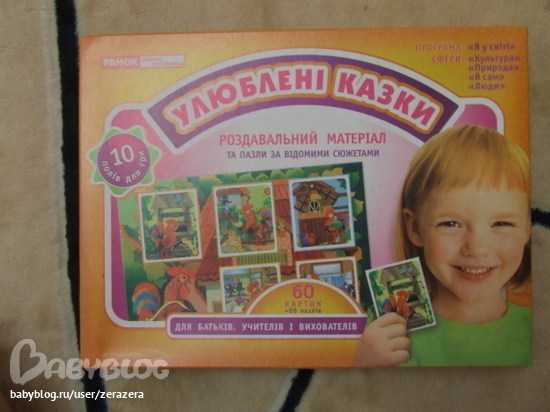 РАНОК
ПРОГРАМА: «Я у світі»
СФЕРИ: «Культура»
«Природа»
«Я сам»
«Люди»
УЛЮБЛЕНІ КАЗКИ
РОЗДАВАЛЬНИЙ МАТЕРІАЛ
ТА ПАЗЛИ ЗА ВІДОМИМИ СЮЖЕТАМИ
10
полів для гри
60
КАРТОК
+86 пазлів
ДЛЯ БАТЬКІВ, УЧИТЕЛІВ І ВИХОВАТЕЛІВ
BABYBLOG
babyblog.ru/user/zerazera